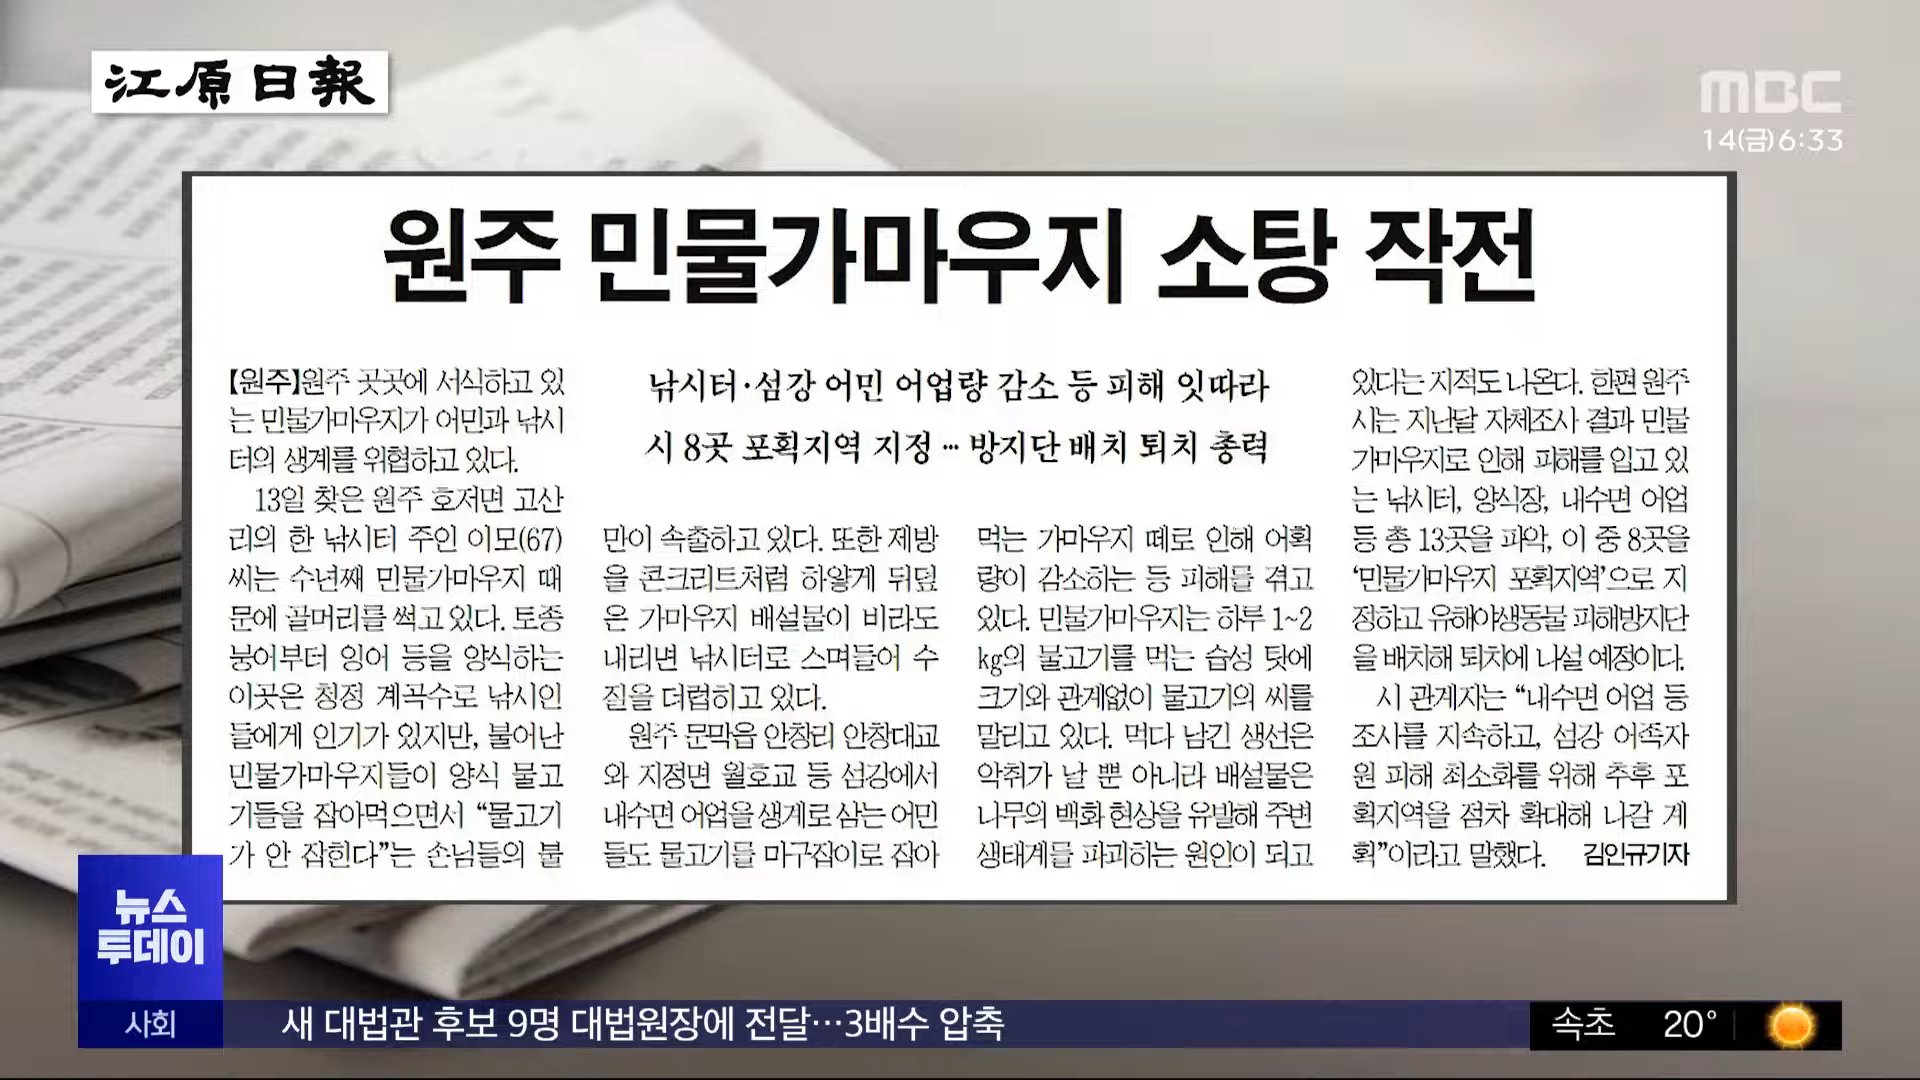 江原日報
MBC
14(금)6:33
원주 민물가마우지 소탕 작전
낚시터·섬강 어민 어업량 감소 등 피해 잇따라
시 8곳 포획지역 지정…방지단 배치 퇴치 총력
【원주】원주 곳곳에 서식하고 있
는 민물가마우지가 어민과 낚시
터의 생계를 위협하고 있다.
13일 찾은 원주 호저면 고산
리의 한 낚시터 주인 이모(67)
씨는 수년째 민물가마우지 때
문에 골머리를 썩고 있다. 토종
붕어부터 잉어 등을 양식하는
이곳은 청정 계곡수로 낚시인
들에게 인기가 있지만, 불어난
민물가마우지들이 양식 물고
기들을 잡아먹으면서 “물고기
가 안 잡힌다”는 손님들의 불
만이 속출하고 있다. 또한 제방
을 콘크리트처럼 하얗게 뒤덮
은 가마우지 배설물이 비라도
내리면 낚시터로 스며들어 수
질을 더럽히고 있다.
원주 문막읍 안창리 안창대교
와 지정면 월호교 등 섬강에서
내수면 어업을 생계로 삼는 어민
들도 물고기를 마구잡이로 잡아
먹는 가마우지 떼로 인해 어획
량이 감소하는 등 피해를 겪고
있다. 민물가마우지는 하루 1~2
kg의 물고기를 먹는 습성 탓에
크기와 관계없이 물고기의 씨를
말리고 있다. 먹다 남긴 생선은
악취가 날 뿐 아니라 배설물은
나무의 백화 현상을 유발해 주변
생태계를 파괴하는 원인이 되고
있다는 지적도 나온다. 한편 원주
시는 지난달 자체조사 결과 민물
가마우지로 인해 피해를 입고 있
는 낚시터, 양식장, 내수면 어업
등 총 13곳을 파악, 이 중 8곳을
‘민물가마우지 포획지역’으로 지
정하고 유해야생동물 피해방지단
을 배치해 퇴치에 나설 예정이다.
시 관계자는 “내수면 어업 등
조사를 지속하고, 섬강 어족자
원 피해 최소화를 위해 추후 포
획지역을 점차 확대해 나갈 계
획”이라고 말했다. 김인규기자
뉴스
투데이
사회
새 대법관 후보 9명 대법원장에 전달…3배수 압축
속초 20°